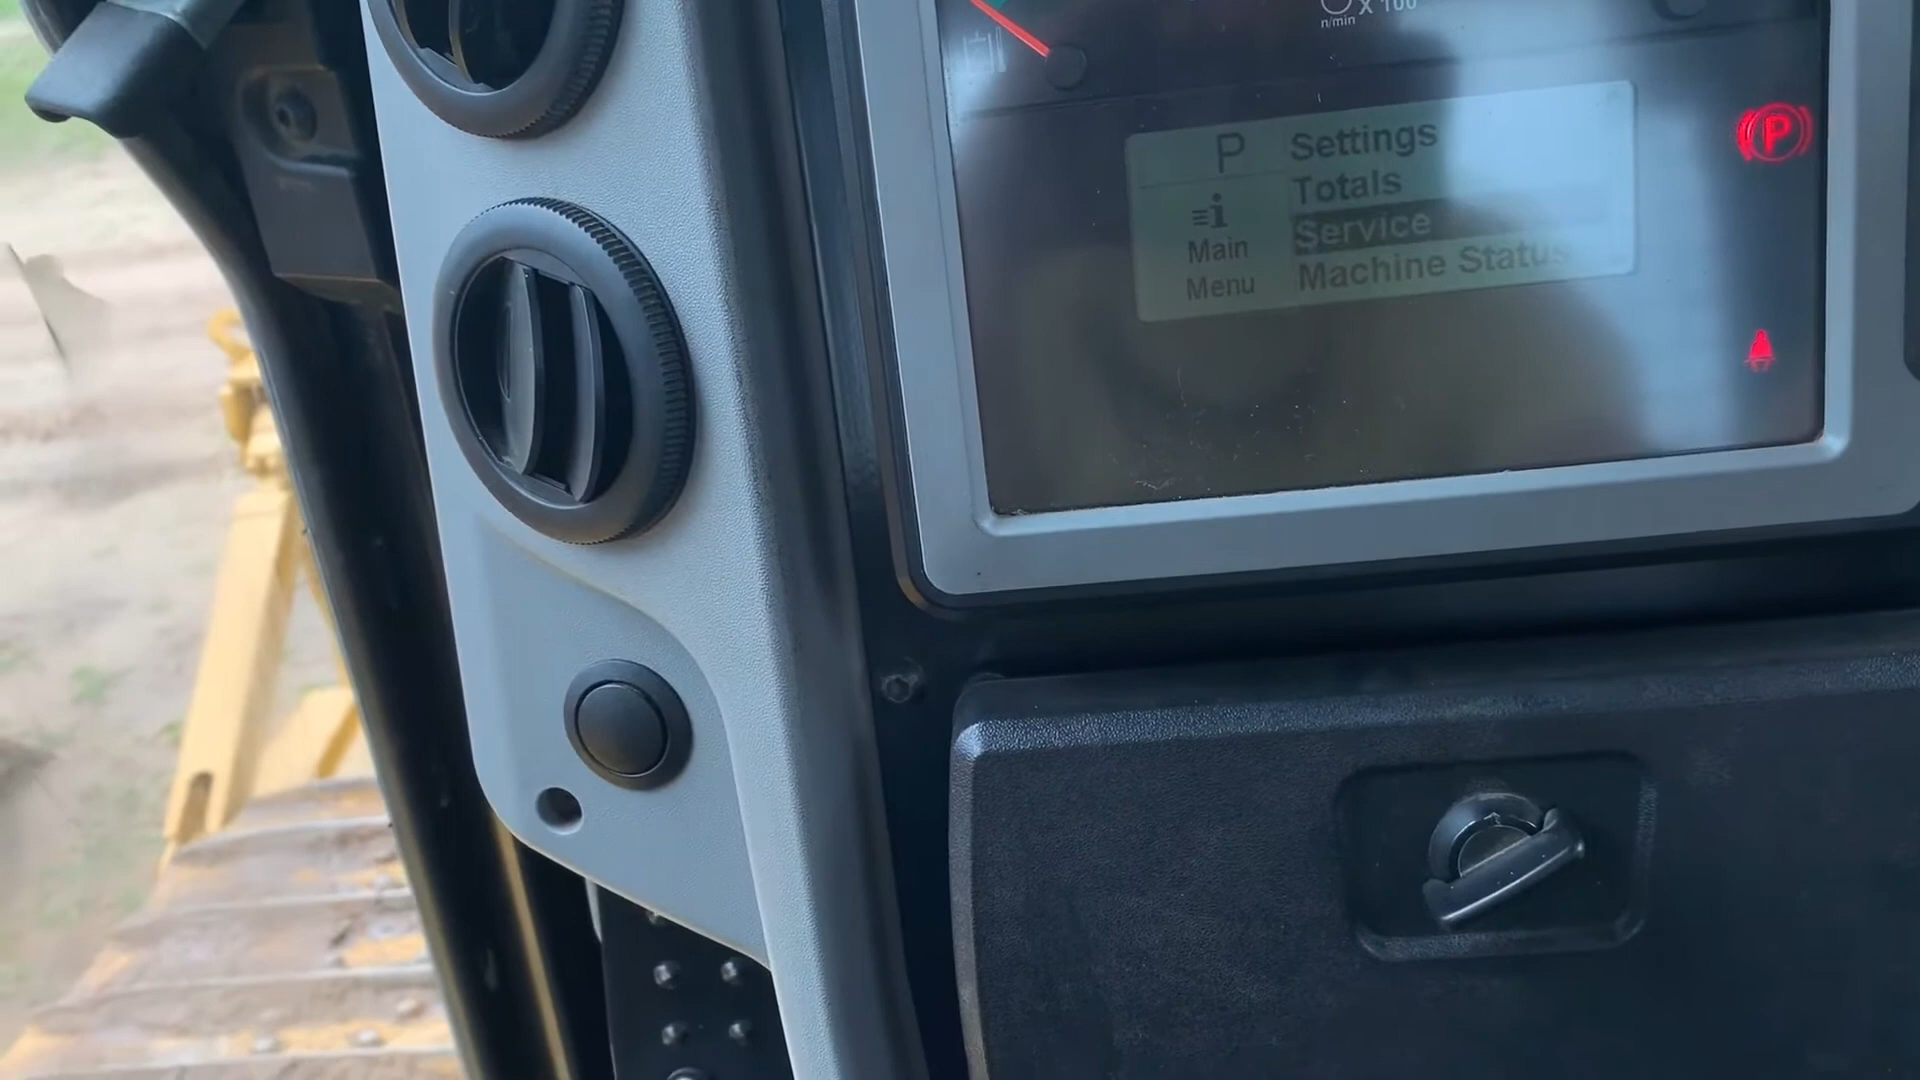 n/min X 100
P
Settings
Totals
Service
Machine Status
i
Main
Menu
P